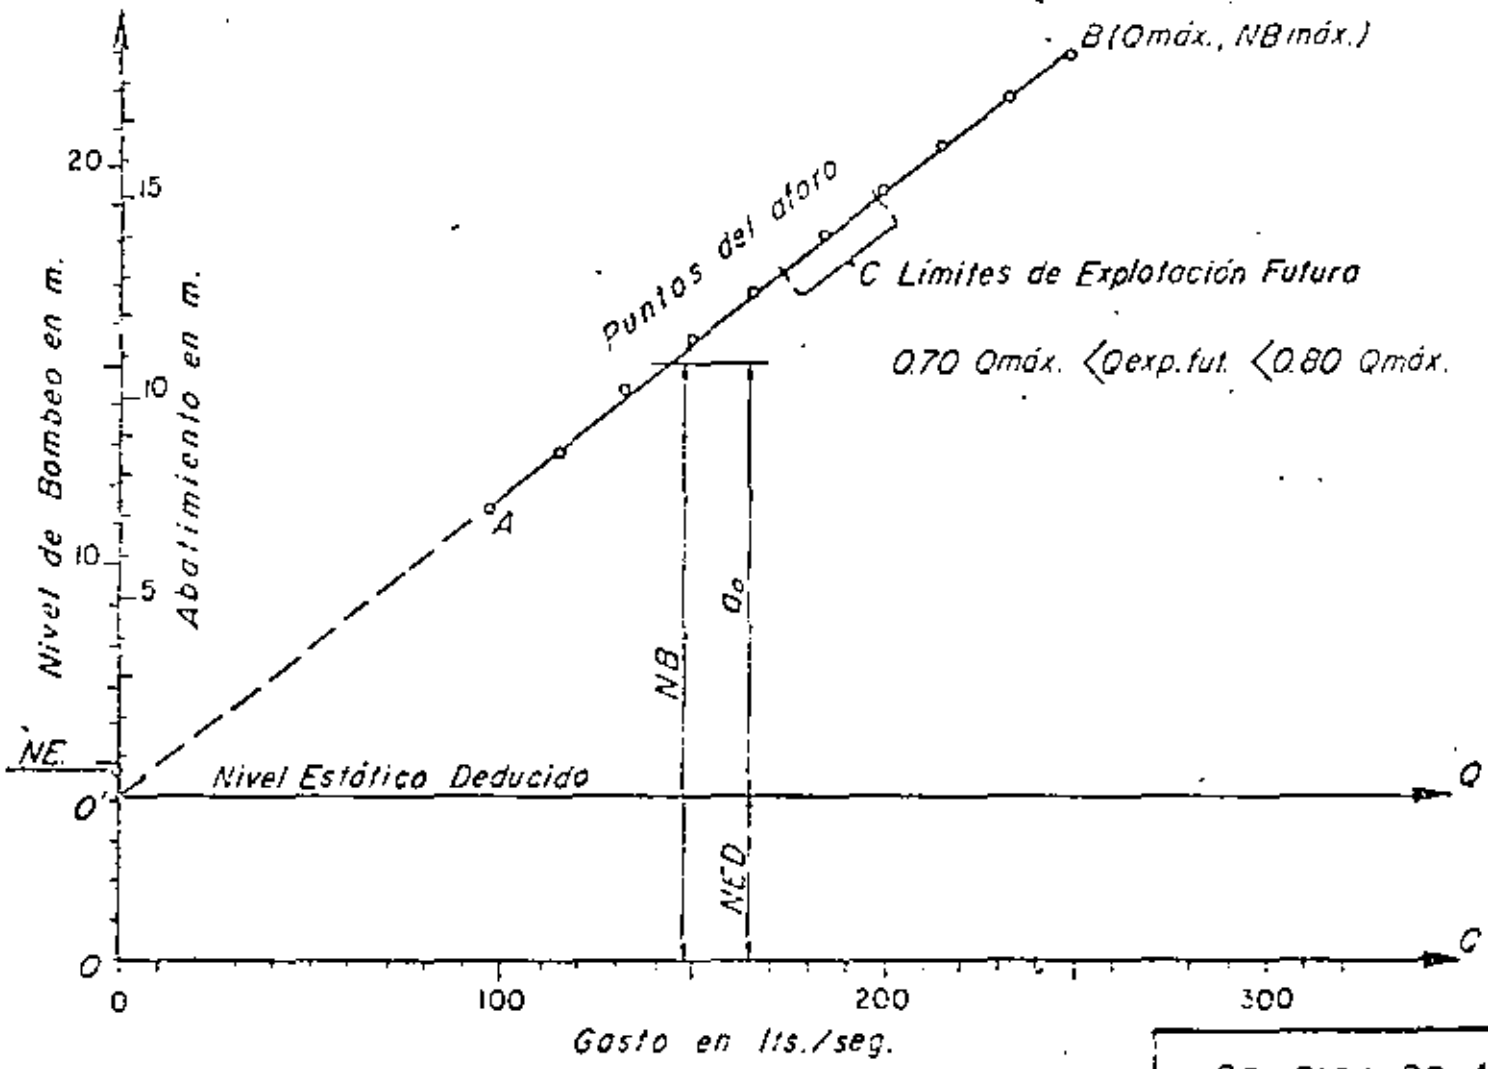 B (Qmáx., NBmáx.)
20
15
Puntos del aforo
Nivel de Bombeo en m.
Abatimiento en m.
C Límites de Explotación Futura
0.70 Qmáx. <Qexp.fut. <0.80 Qmáx.
10
A
10
5
NB
NE.
Nivel Estático Deducido
Q
O'
NED
O
0
100
200
300
Gasto en lts./seg.